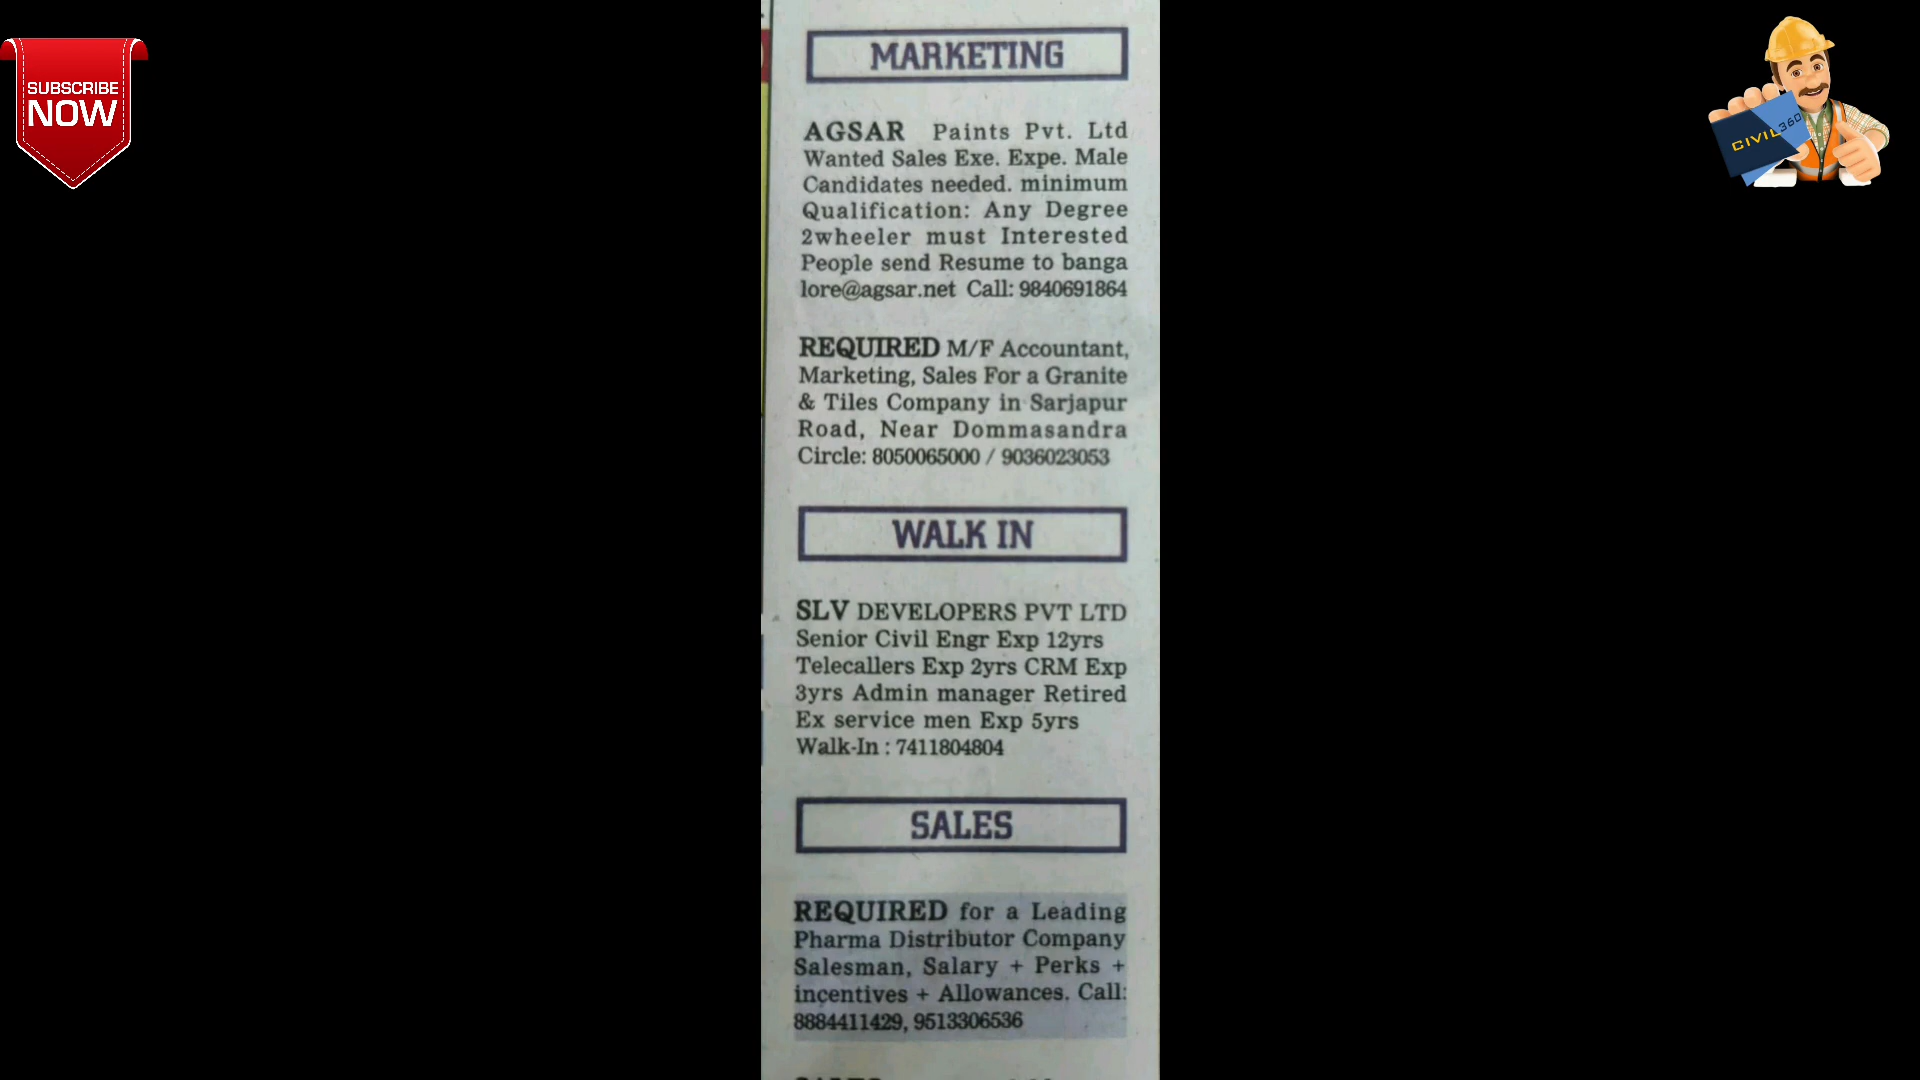 SUBSCRIBE
NOW
CIVIL360
MARKETING
AGSAR Paints Pvt. Ltd
Wanted Sales Exe. Expe. Male
Candidates needed. minimum
Qualification: Any Degree
2wheeler must Interested
People send Resume to banga
lore@agsar.net Call: 9840691864
REQUIRED M/F Accountant,
Marketing, Sales For a Granite
& Tiles Company in Sarjapur
Road, Near Dommasandra
Circle: 8050065000 / 9036023053
WALK IN
SLV DEVELOPERS PVT LTD
Senior Civil Engr Exp 12yrs
Telecallers Exp 2yrs CRM Exp
3yrs Admin manager Retired
Ex service men Exp 5yrs
Walk-In : 7411804804
SALES
REQUIRED for a Leading
Pharma Distributor Company
Salesman, Salary + Perks +
incentives + Allowances. Call:
8884411429, 9513306536